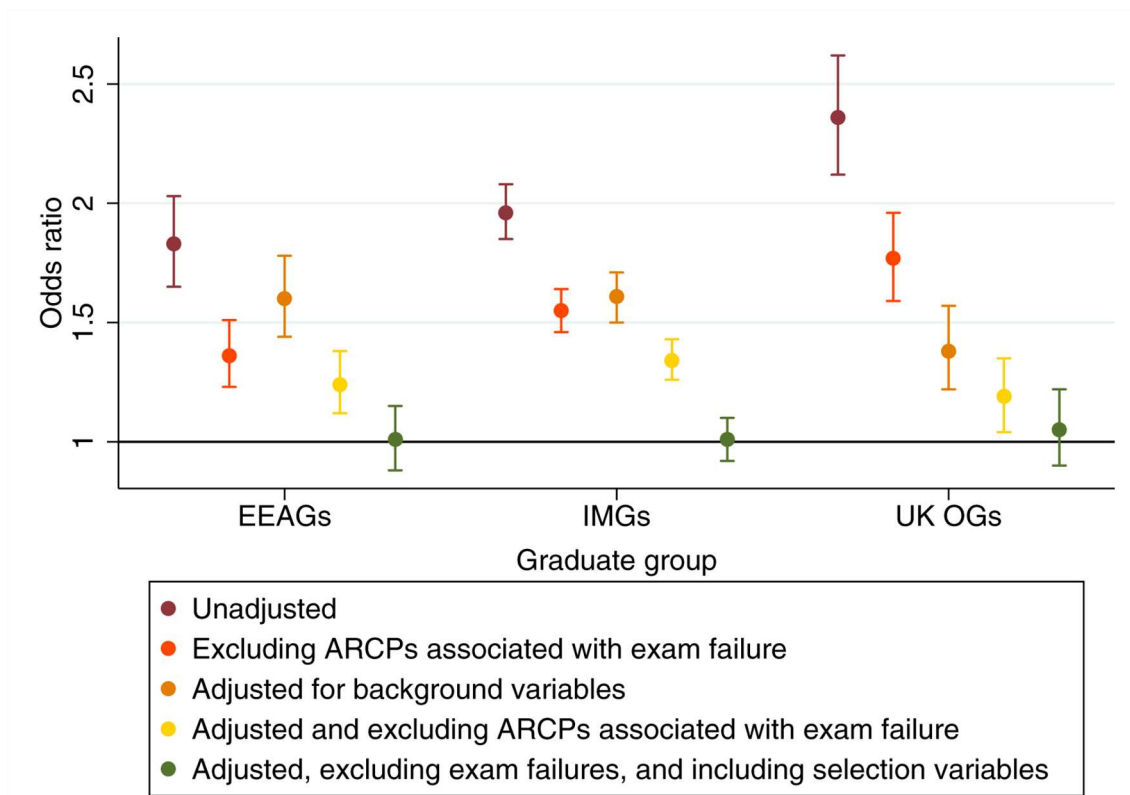 2.5
2
1.5
1
Odds ratio
EEAGs
IMGs
UK OGs
Graduate group
Unadjusted
Excluding ARCPs associated with exam failure
Adjusted for background variables
Adjusted and excluding ARCPs associated with exam failure
Adjusted, excluding exam failures, and including selection variables